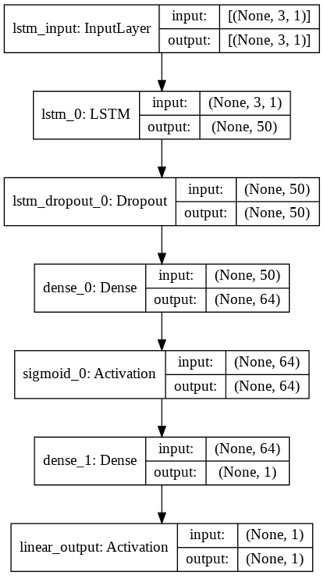 lstm_input: InputLayer
input: [(None, 3, 1)]
output: [(None, 3, 1)]
lstm_0: LSTM
input: (None, 3, 1)
output: (None, 50)
lstm_dropout_0: Dropout
input: (None, 50)
output: (None, 50)
dense_0: Dense
input: (None, 50)
output: (None, 64)
sigmoid_0: Activation
input: (None, 64)
output: (None, 64)
dense_1: Dense
input: (None, 64)
output: (None, 1)
linear_output: Activation
input: (None, 1)
output: (None, 1)